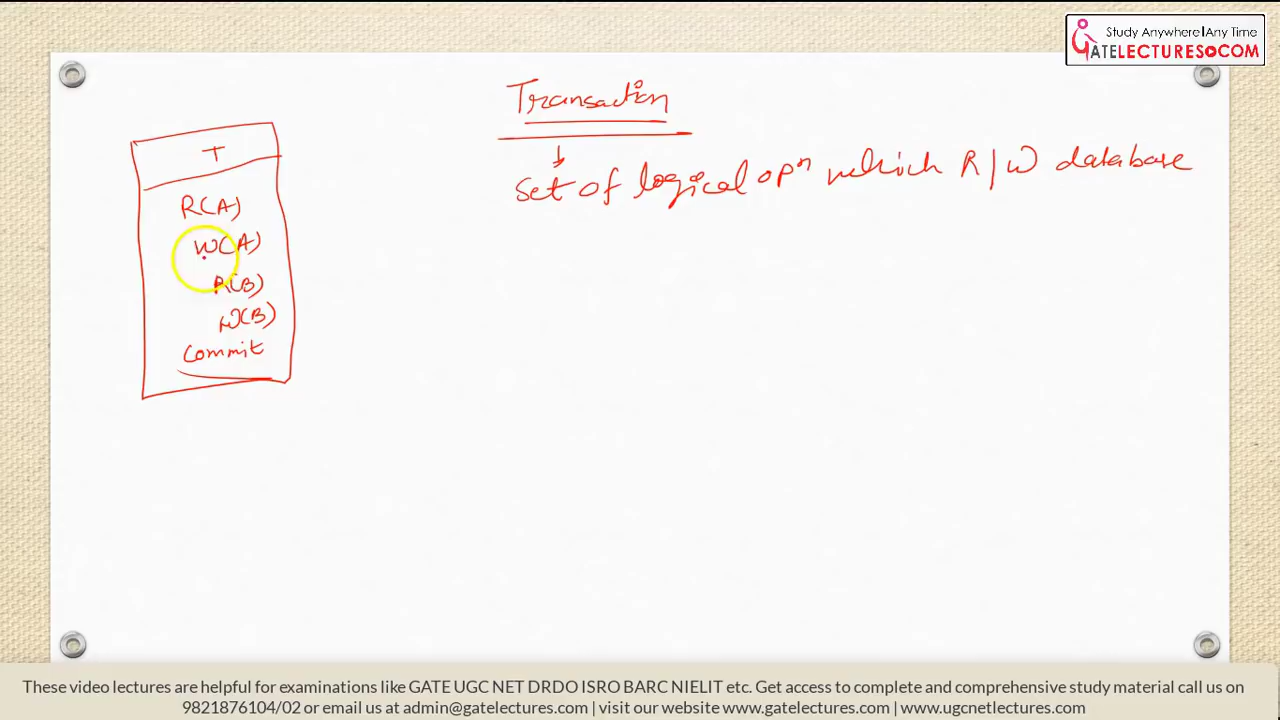 Study Anywhere|Any Time
GATELECTURES.COM
Transaction
Set of logical opⁿ which R/W database
T
R(A)
W(A)
R(B)
W(B)
Commit
These video lectures are helpful for examinations like GATE UGC NET DRDO ISRO BARC NIELIT etc. Get access to complete and comprehensive study material call us on
9821876104/02 or email us at admin@gatelectures.com | visit our website www.gatelectures.com | www.ugcnetlectures.com